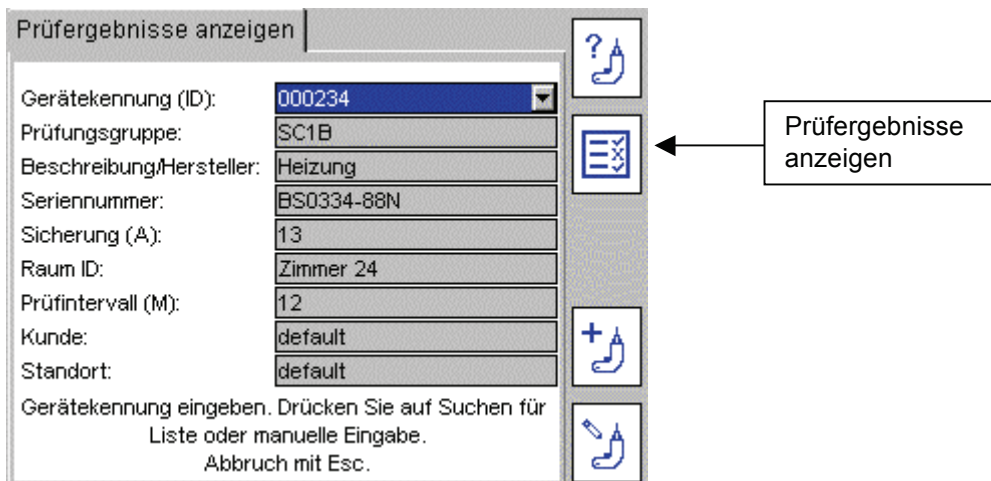 Prüfergebnisse anzeigen
Gerätekennung (ID): 000234
Prüfungsgruppe: SC1B
Beschreibung/Hersteller: Heizung
Seriennummer: BS0334-88N
Sicherung (A): 13
Raum ID: Zimmer 24
Prüfintervall (M): 12
Kunde: default
Standort: default
Gerätekennung eingeben. Drücken Sie auf Suchen für
Liste oder manuelle Eingabe.
Abbruch mit Esc.
?
+
Prüfergebnisse
anzeigen